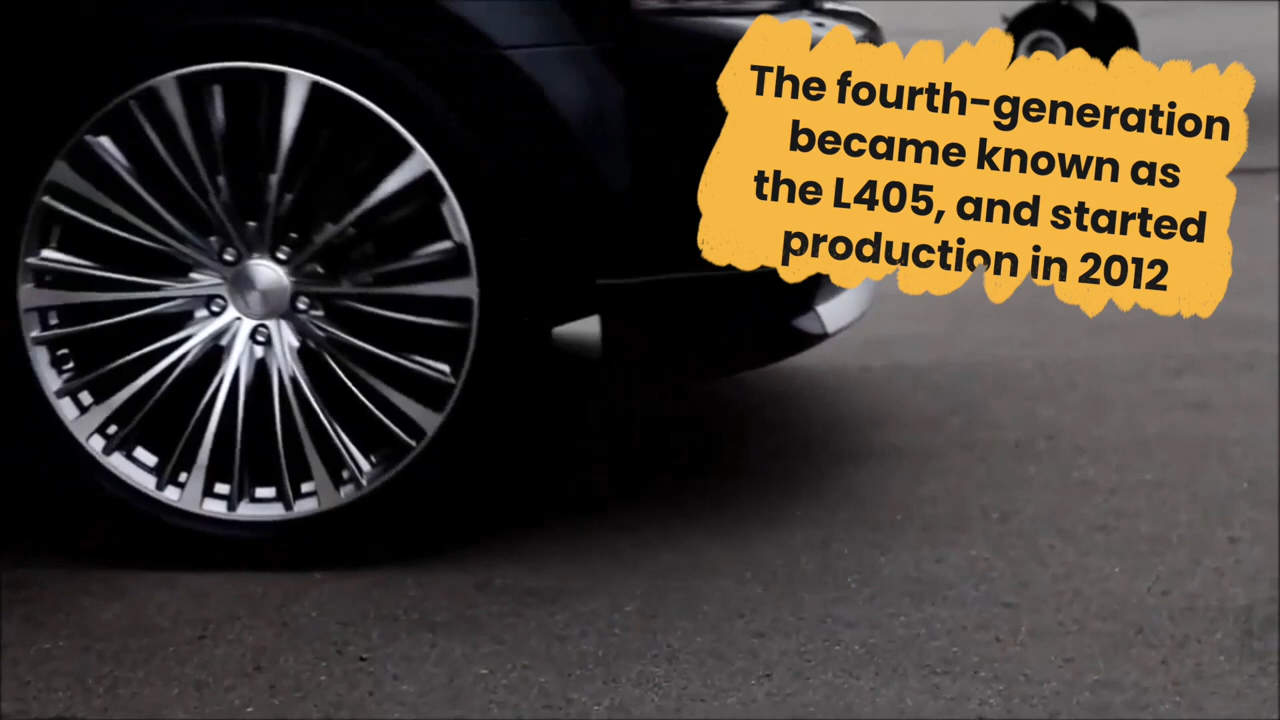 The fourth-generation
became known as
the L405, and started
production in 2012